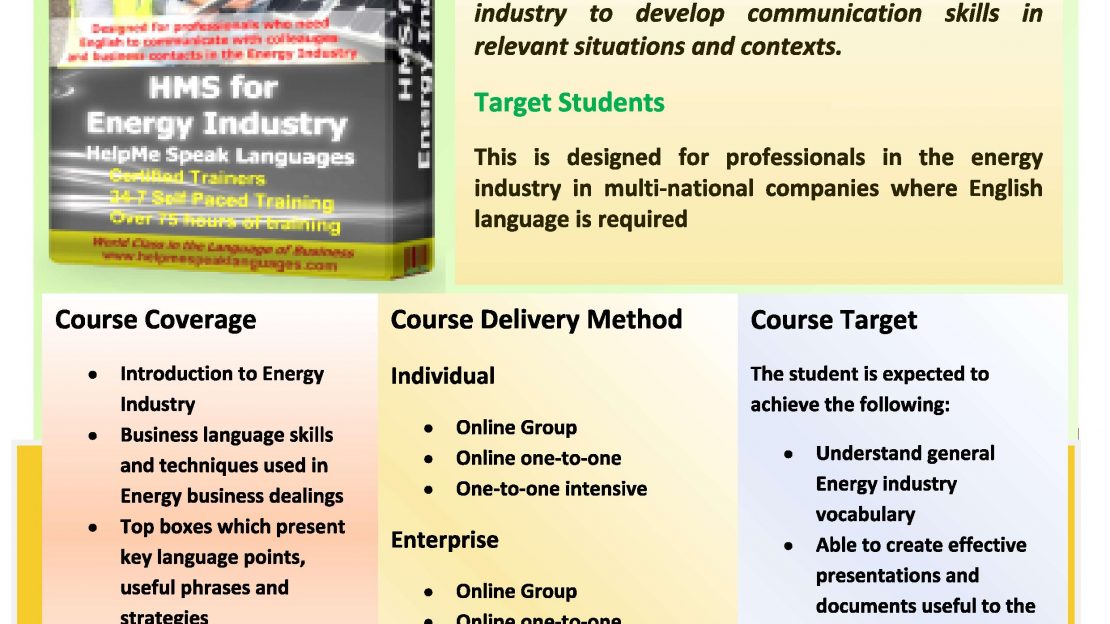 Designed for professionals who need
English to communicate with colleagues
and business contacts in the Energy Industry
HMS for
Energy Industry
HelpMe Speak Languages
Certified Trainers
24-7 Self Paced Training
Over 75 hours of training
World Class in the Language of Business
www.helpmespeaklanguages.com
HMS for
Energy Ind
industry to develop communication skills in
relevant situations and contexts.
Target Students
This is designed for professionals in the energy
industry in multi-national companies where English
language is required
Course Coverage
• Introduction to Energy
Industry
• Business language skills
and techniques used in
Energy business dealings
• Top boxes which present
key language points,
useful phrases and
strategies
Course Delivery Method
Individual
• Online Group
• Online one-to-one
• One-to-one intensive
Enterprise
• Online Group
• Online one-to-one
Course Target
The student is expected to
achieve the following:
• Understand general
Energy industry
vocabulary
• Able to create effective
presentations and
documents useful to the